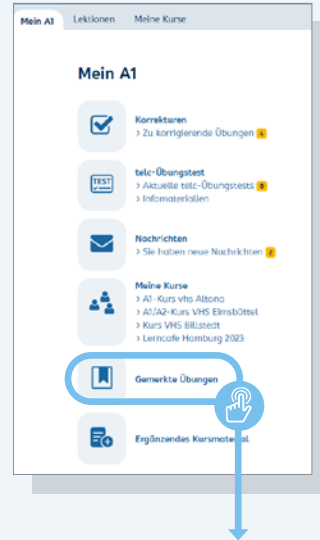 Mein A1 Lektionen Meine Kurse
Mein A1
Korrekturen
> Zu korrigierende Übungen 4
telc-Übungstest
TEST
> Aktuelle telc-Übungstests 0
> Infomaterialien
Nachrichten
> Sie haben neue Nachrichten 2
Meine Kurse
> A1-Kurs vhs Altona
> A1/A2-Kurs VHS Eimsbüttel
> Kurs VHS Billstedt
> Lerncafe Hamburg 2023
Gemerkte Übungen
Ergänzendes Kursmaterial